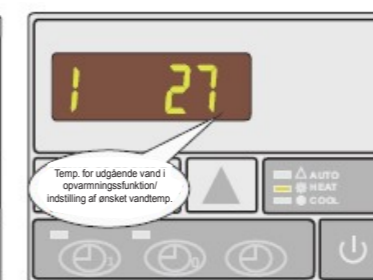 1 27
Temp. for udgående vand i
opvarmningsfunktion/
indstilling af ønsket vandtemp.
AUTO
HEAT
COOL